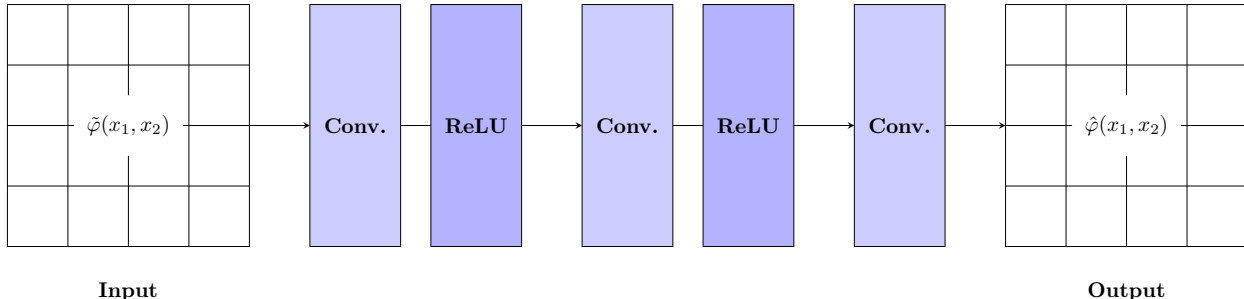 φ̃(x₁, x₂)
Conv.
ReLU
Conv.
ReLU
Conv.
φ̂(x₁, x₂)
Input
Output